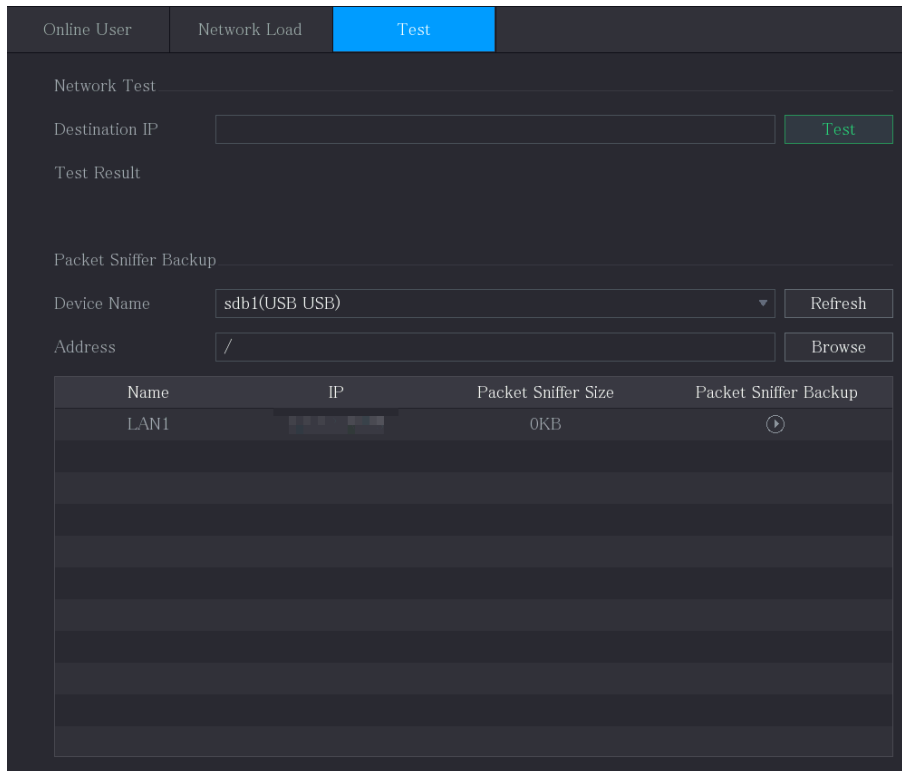 Online User Network Load Test
Network Test
Destination IP Test
Test Result
Packet Sniffer Backup
Device Name sdb1(USB USB) Refresh
Address / Browse
Name IP Packet Sniffer Size Packet Sniffer Backup
LAN1 0KB